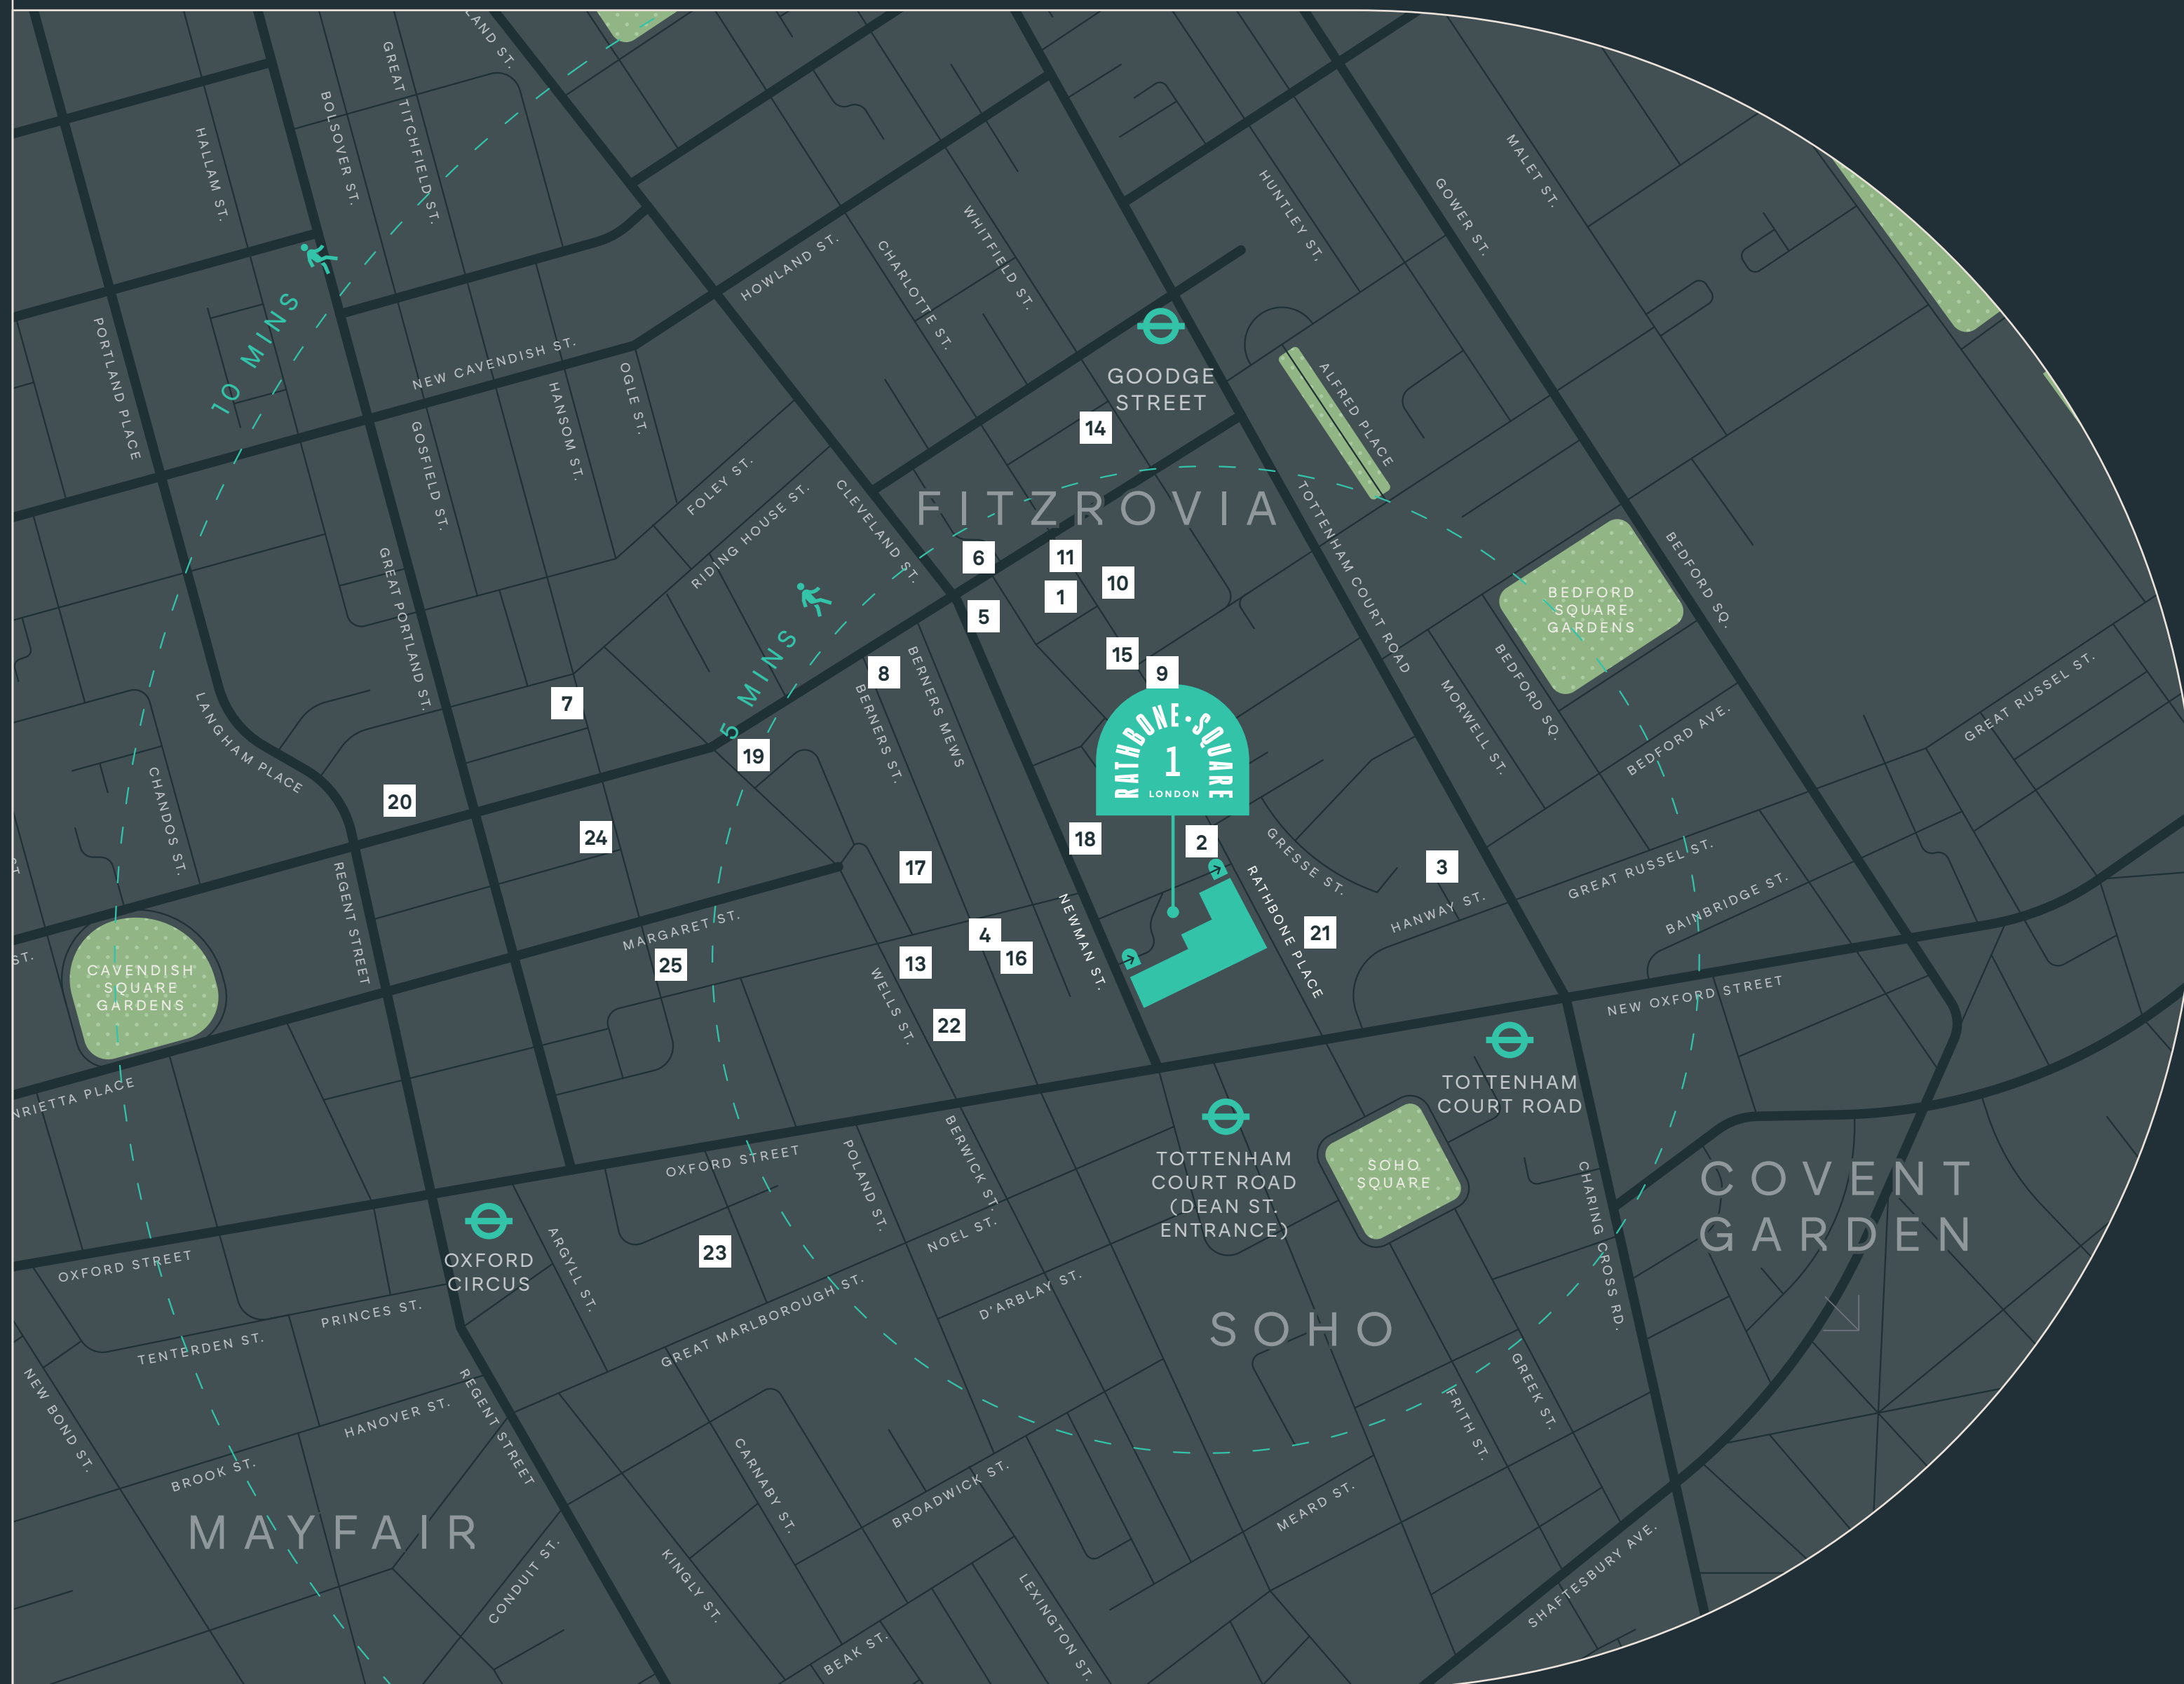 LAND ST.
GREAT TITCHFIELD ST.
BOLSOVER ST.
HALLAM ST.
MALET ST.
HUNTLEY ST.
GOWER ST.
WHITFIELD ST.
CHARLOTTE ST.
HOWLAND ST.
10 MINS
PORTLAND PLACE
NEW CAVENDISH ST.
HANSOM ST.
OGLE ST.
GOSFIELD ST.
GOODGE
STREET
ALFRED PLACE
14
FOLEY ST.
RIDING HOUSE ST.
CLEVELAND ST.
FITZROVIA
TOTTENHAM COURT ROAD
GREAT PORTLAND ST.
6
11
10
1
5
BEDFORD
SQUARE
GARDENS
BEDFORD SQ.
BEDFORD SQ.
5 MINS
15
9
8
BERNERS MEWS
BERNERS ST.
7
19
LANGHAM PLACE
MORWELL ST.
BEDFORD AVE.
GREAT RUSSEL ST.
RATHBONE · SQUARE
1
LONDON
CHANDOS ST.
20
24
18
2
17
3
GRESSE ST.
GREAT RUSSEL ST.
REGENT STREET
MARGARET ST.
NEWMAN ST.
RATHBONE PLACE
HANWAY ST.
BAINBRIDGE ST.
21
4
16
13
25
22
WELLS ST.
ST.
CAVENDISH
SQUARE
GARDENS
NEW OXFORD STREET
NRIETTA PLACE
TOTTENHAM
COURT ROAD
OXFORD STREET
POLAND ST.
BERWICK ST.
TOTTENHAM
COURT ROAD
(DEAN ST.
ENTRANCE)
SOHO
SQUARE
COVENT
GARDEN
CHARING CROSS RD.
OXFORD
CIRCUS
ARGYLL ST.
23
NOEL ST.
OXFORD STREET
D'ARBLAY ST.
GREAT MARLBOROUGH ST.
PRINCES ST.
TENTERDEN ST.
SOHO
NEW BOND ST.
REGENT STREET
HANOVER ST.
BROOK ST.
GREEK ST.
FRITH ST.
CARNABY ST.
BROADWICK ST.
MEARD ST.
MAYFAIR
CONDUIT ST.
KINGLY ST.
LEXINGTON ST.
BEAK ST.
SHAFTESBURY AVE.